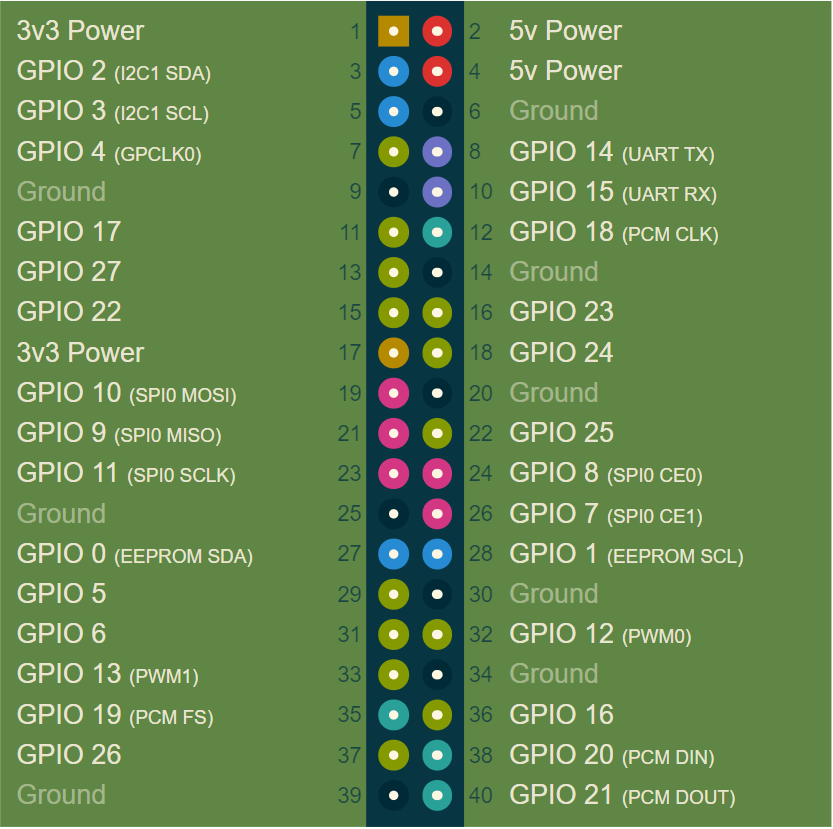 3v3 Power 1 2 5v Power
GPIO 2 (I2C1 SDA) 3 4 5v Power
GPIO 3 (I2C1 SCL) 5 6 Ground
GPIO 4 (GPCLK0) 7 8 GPIO 14 (UART TX)
Ground 9 10 GPIO 15 (UART RX)
GPIO 17 11 12 GPIO 18 (PCM CLK)
GPIO 27 13 14 Ground
GPIO 22 15 16 GPIO 23
3v3 Power 17 18 GPIO 24
GPIO 10 (SPI0 MOSI) 19 20 Ground
GPIO 9 (SPI0 MISO) 21 22 GPIO 25
GPIO 11 (SPI0 SCLK) 23 24 GPIO 8 (SPI0 CE0)
Ground 25 26 GPIO 7 (SPI0 CE1)
GPIO 0 (EEPROM SDA) 27 28 GPIO 1 (EEPROM SCL)
GPIO 5 29 30 Ground
GPIO 6 31 32 GPIO 12 (PWM0)
GPIO 13 (PWM1) 33 34 Ground
GPIO 19 (PCM FS) 35 36 GPIO 16
GPIO 26 37 38 GPIO 20 (PCM DIN)
Ground 39 40 GPIO 21 (PCM DOUT)